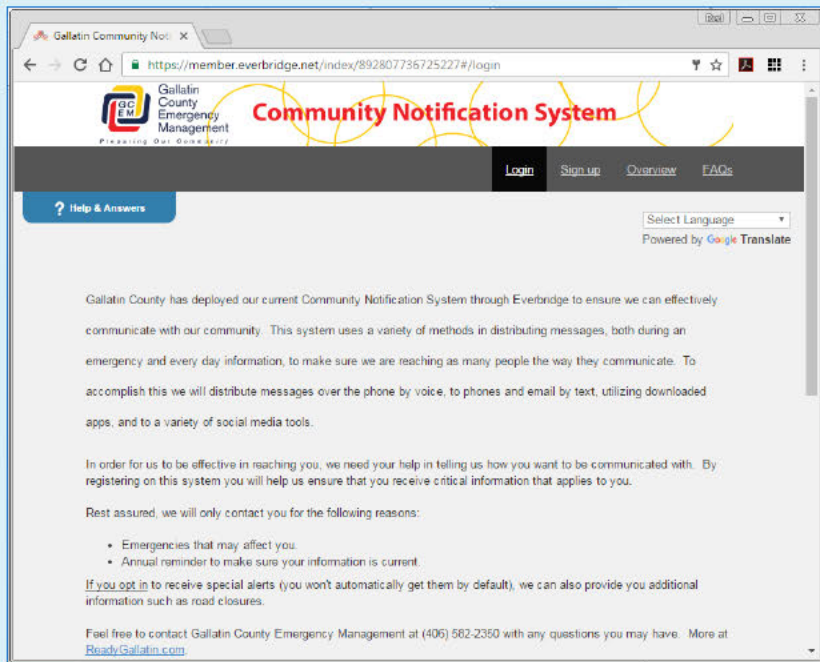 Gallatin Community Not
https://member.everbridge.net/index/892807736725227#/login
GC
EM
Gallatin
County
Emergency
Management
Preparing Our Community
Community Notification System
Login Sign up Overview FAQs
? Help & Answers
Select Language
Powered by Google Translate
Gallatin County has deployed our current Community Notification System through Everbridge to ensure we can effectively
communicate with our community. This system uses a variety of methods in distributing messages, both during an
emergency and every day information, to make sure we are reaching as many people the way they communicate. To
accomplish this we will distribute messages over the phone by voice, to phones and email by text, utilizing downloaded
apps, and to a variety of social media tools.
In order for us to be effective in reaching you, we need your help in telling us how you want to be communicated with. By
registering on this system you will help us ensure that you receive critical information that applies to you.
Rest assured, we will only contact you for the following reasons:
• Emergencies that may affect you.
• Annual reminder to make sure your information is current.
If you opt in to receive special alerts (you won't automatically get them by default), we can also provide you additional
information such as road closures.
Feel free to contact Gallatin County Emergency Management at (406) 582-2350 with any questions you may have. More at
ReadyGallatin.com.